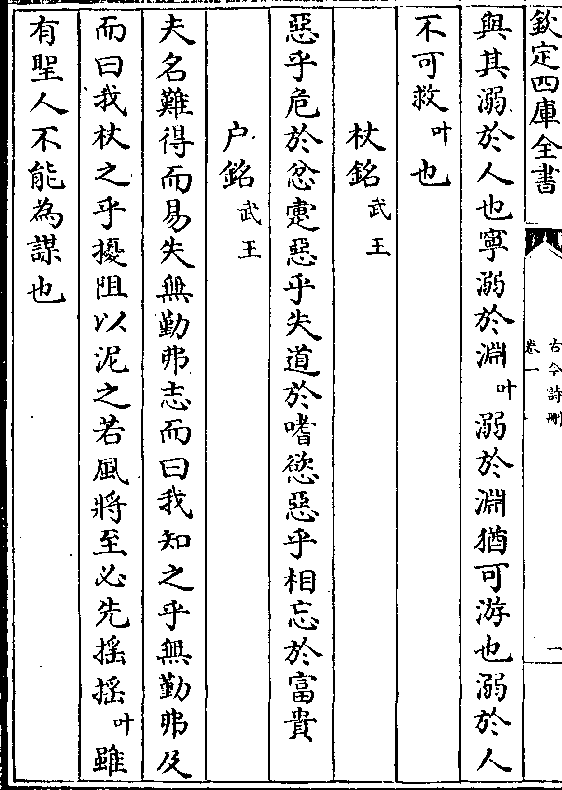 欽定四庫全書
古今詩刪
卷一
一
與其溺於人也寧溺於淵叶溺於淵猶可游也溺於人
不可救叶也
杖銘武王
惡乎危於忿疐惡乎失道於嗜慾惡乎相忘於富貴
户銘武王
夫名難得而易失無勤弗志而曰我知之乎無勤弗及
而曰我杖之乎擾阻以泥之若風將至必先揺揺叶雖
有聖人不能為謀也